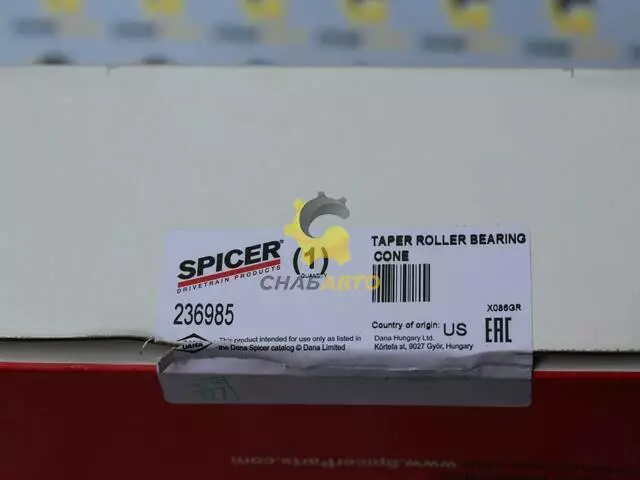 SPICER®
DRIVETRAIN PRODUCTS
(1)
QUANTITY
TAPER ROLLER BEARING
CONE
СНАБАВТО
236985
X086GR
Country of origin: US
EAC
DANA
This product intended for use only as listed in
the Dana Spicer catalog © Dana Limited
Dana Hungary Ltd.
Körtefa st, 9027 Győr, Hungary
www.SpicerParts.com